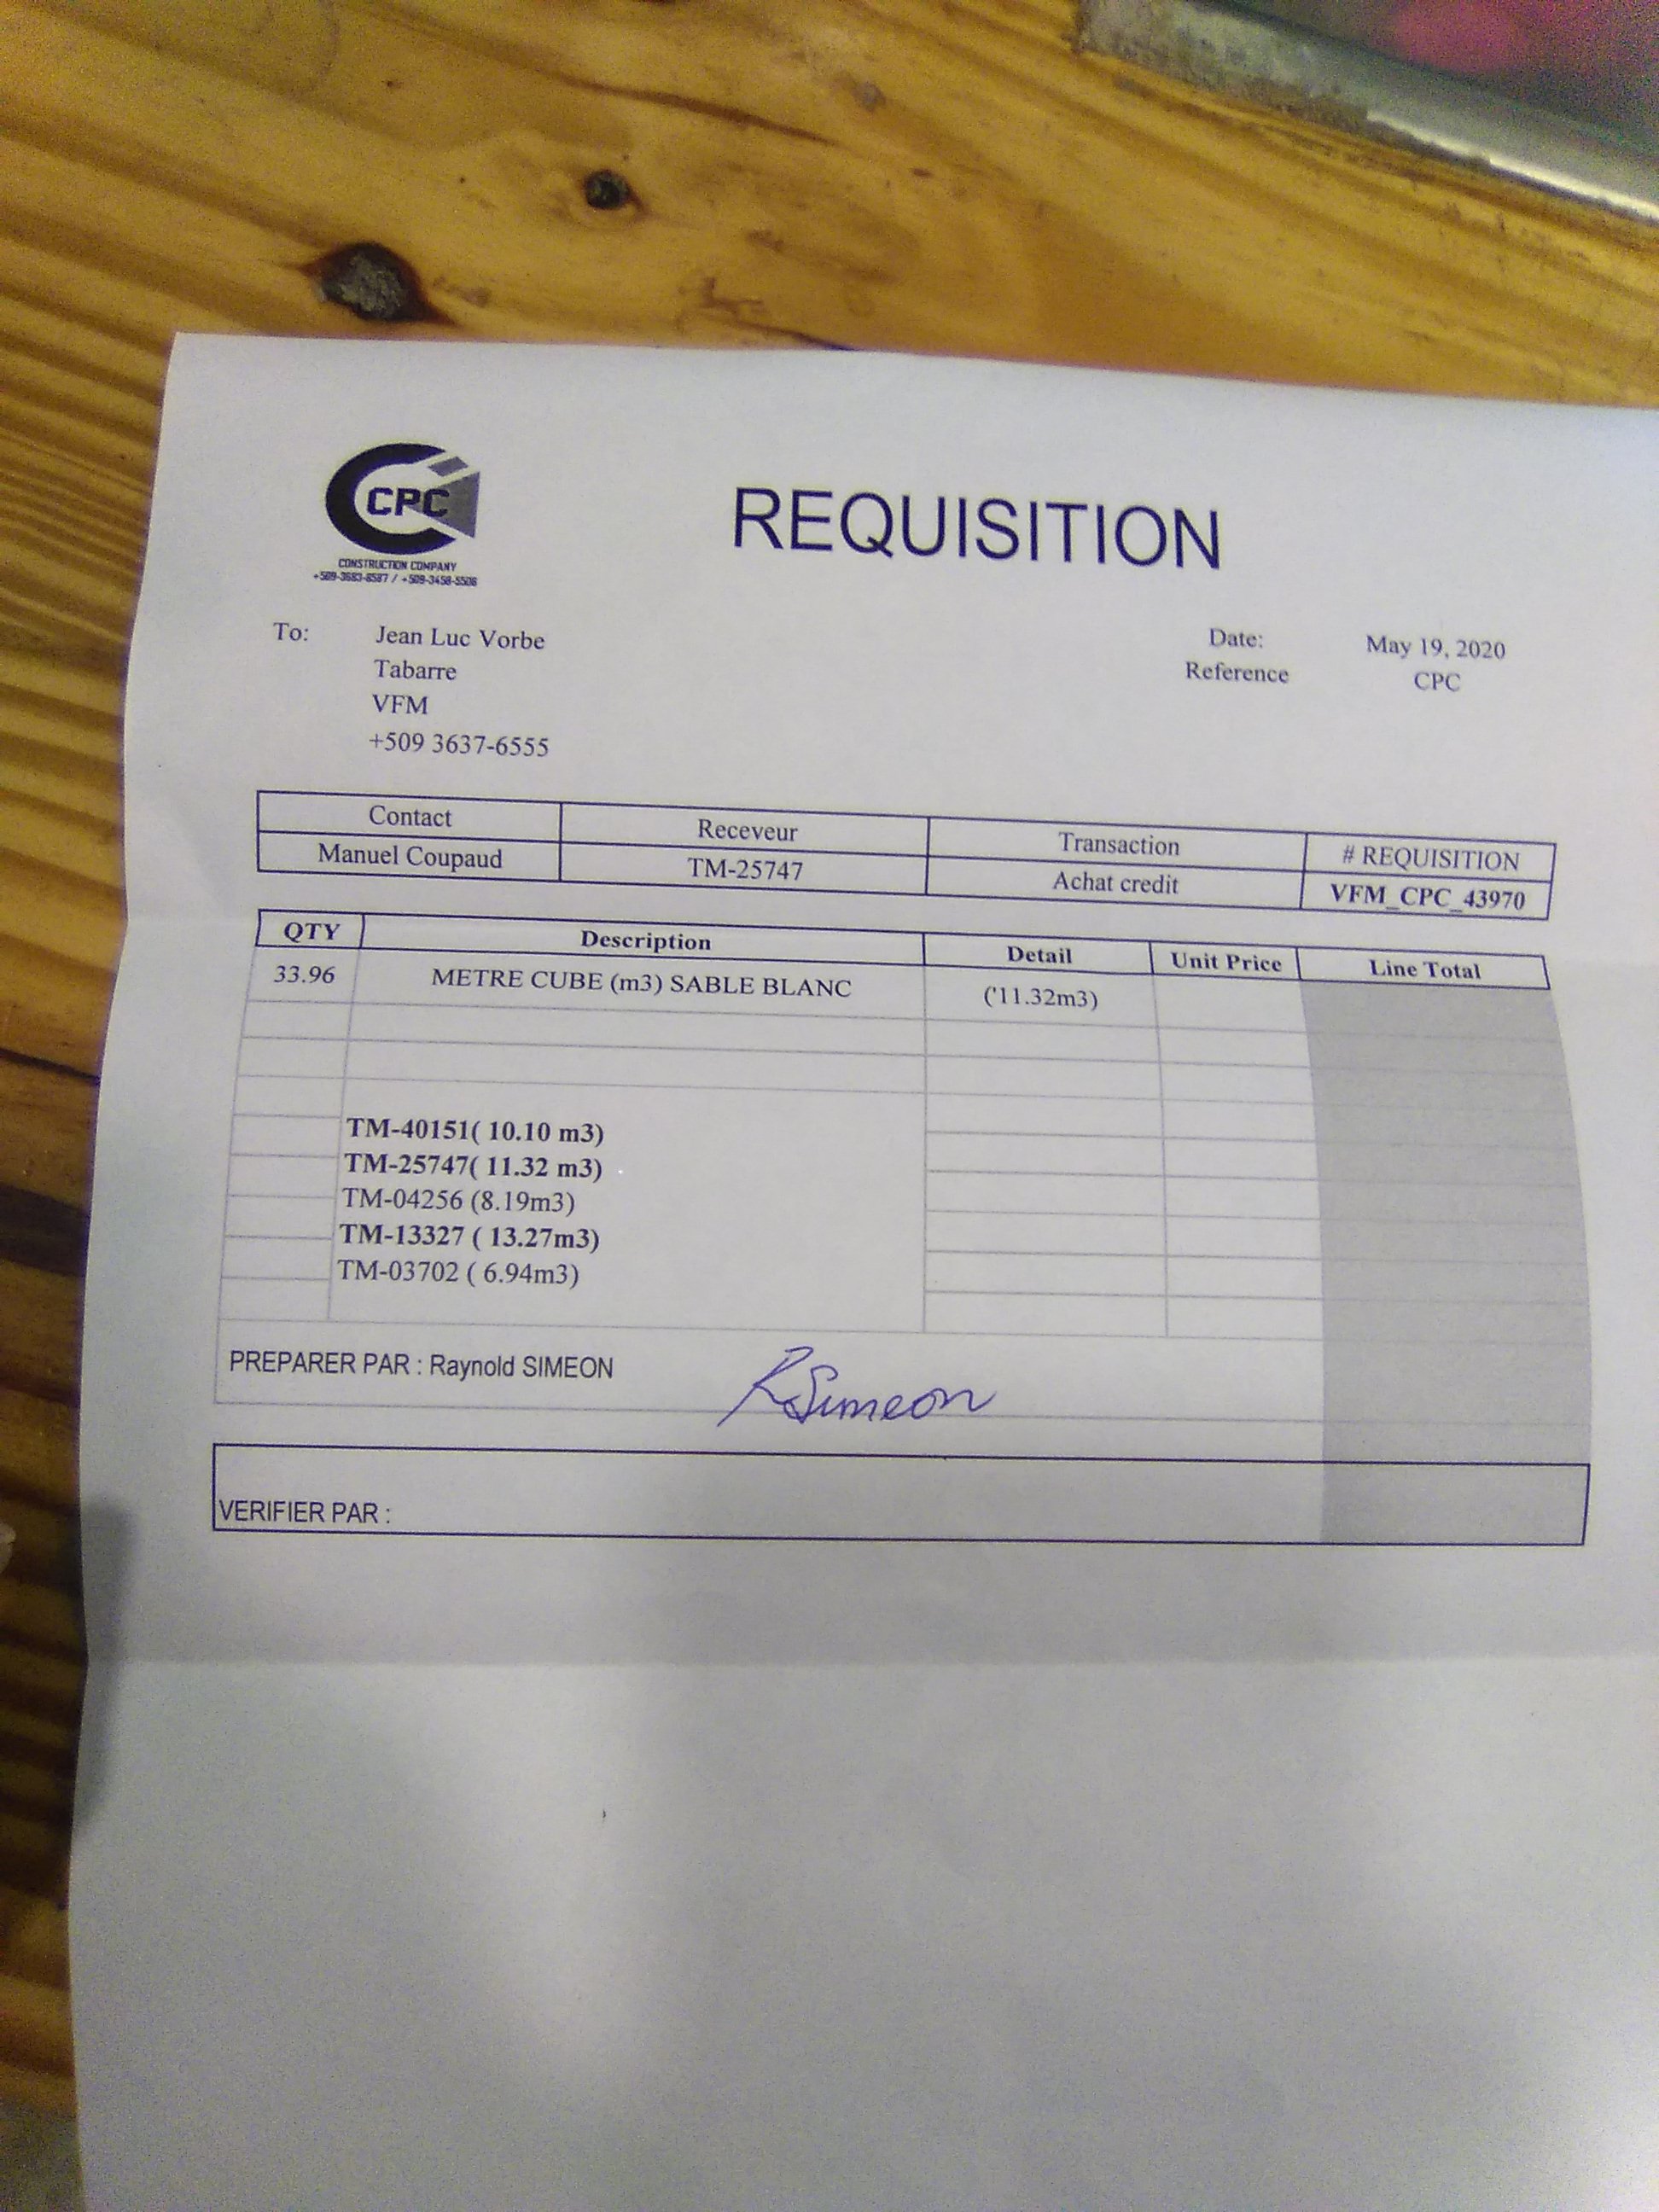 CPC
CONSTRUCTION COMPANY
+509-3683-8587 / +509-3458-5508
REQUISITION
To: Jean Luc Vorbe
Tabarre
VFM
+509 3637-6555
Date: May 19, 2020
Reference CPC
Contact Receveur Transaction # REQUISITION
Manuel Coupaud TM-25747 Achat credit VFM_CPC_43970
QTY Description Detail Unit Price Line Total
33.96 METRE CUBE (m3) SABLE BLANC ('11.32m3)
TM-40151( 10.10 m3)
TM-25747( 11.32 m3)
TM-04256 (8.19m3)
TM-13327 ( 13.27m3)
TM-03702 ( 6.94m3)
PREPARER PAR : Raynold SIMEON
RSimeon
VERIFIER PAR :